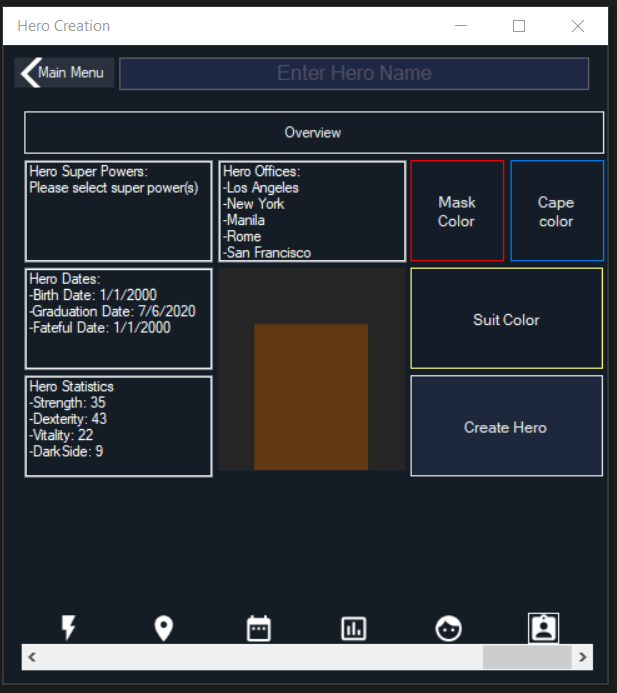 Hero Creation
Main Menu
Enter Hero Name
Overview
Hero Super Powers:
Please select super power(s)
Hero Offices:
-Los Angeles
-New York
-Manila
-Rome
-San Francisco
Mask
Color
Cape
color
Hero Dates:
-Birth Date: 1/1/2000
-Graduation Date: 7/6/2020
-Fateful Date: 1/1/2000
Suit Color
Hero Statistics
-Strength: 35
-Dexterity: 43
-Vitality: 22
-DarkSide: 9
Create Hero